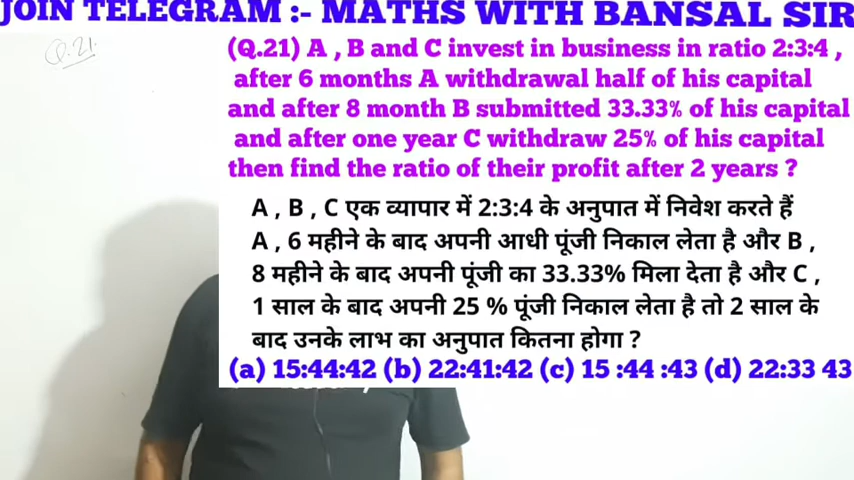 JOIN TELEGRAM :- MATHS WITH BANSAL SIR
Q.21.
(Q.21) A , B and C invest in business in ratio 2:3:4 ,
after 6 months A withdrawal half of his capital
and after 8 month B submitted 33.33% of his capital
and after one year C withdraw 25% of his capital
then find the ratio of their profit after 2 years ?
A , B , C एक व्यापार में 2:3:4 के अनुपात में निवेश करते हैं
A , 6 महीने के बाद अपनी आधी पूंजी निकाल लेता है और B ,
8 महीने के बाद अपनी पूंजी का 33.33% मिला देता है और C ,
1 साल के बाद अपनी 25 % पूंजी निकाल लेता है तो 2 साल के
बाद उनके लाभ का अनुपात कितना होगा ?
(a) 15:44:42 (b) 22:41:42 (c) 15 :44 :43 (d) 22:33 43